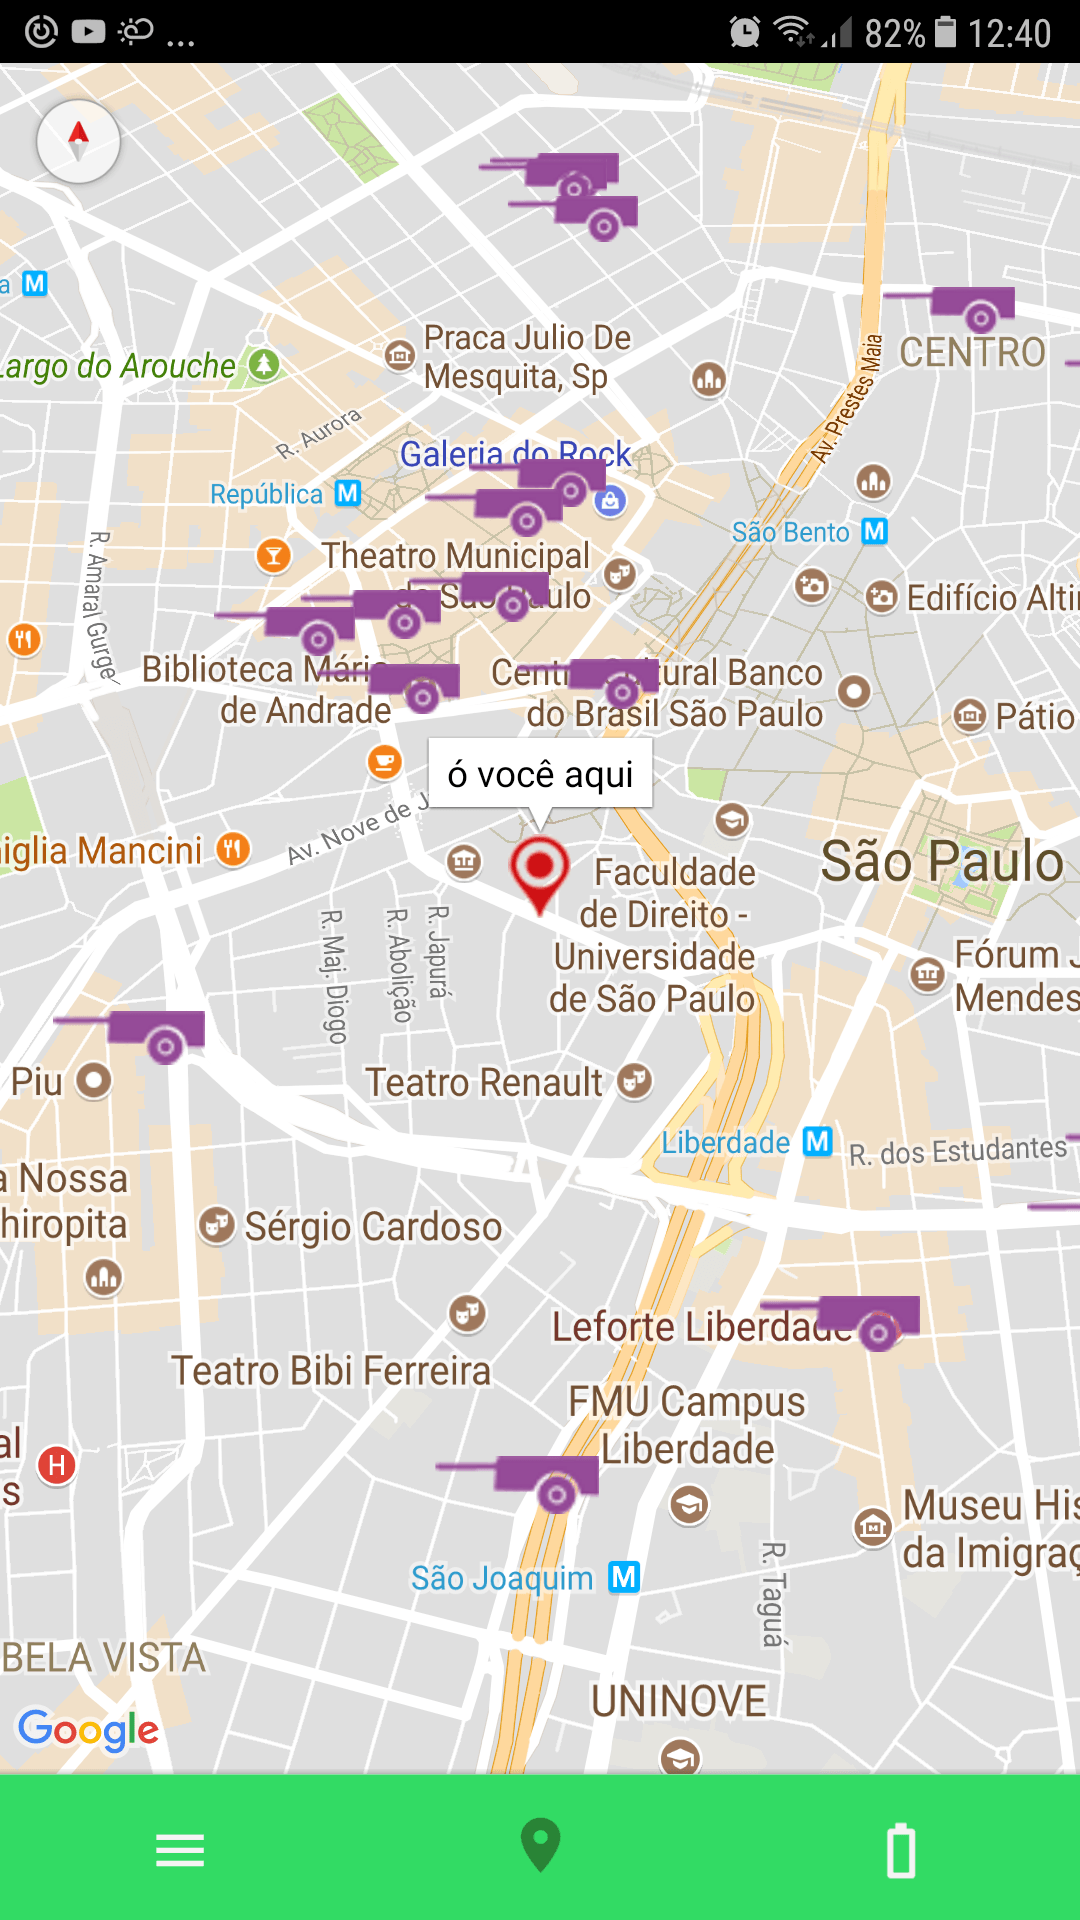 82% 12:40
a M
Praca Julio De
Mesquita, Sp
CENTRO
Largo do Arouche
Av. Prestes Maia
R. Aurora
Galeria do Rock
República M
São Bento M
R. Amaral Gurgel
Theatro Municipal
de São Paulo
Edifício Alti
Biblioteca Mári
de Andrade
Centro Cultural Banco
do Brasil São Paulo
Pátio
ó você aqui
Av. Nove de J
iglia Mancini
São Paulo
Faculdade
de Direito -
Universidade
de São Paulo
R. Maj. Diogo
R. Abolição
R. Japurá
Fórum J
Mendes
Piu
Teatro Renault
Liberdade M
R. dos Estudantes
a Nossa
hiropita
Sérgio Cardoso
Leforte Liberdade
Teatro Bibi Ferreira
FMU Campus
Liberdade
al
s
H
Museu His
da Imigraç
São Joaquim M
R. Taguá
BELA VISTA
UNINOVE
Google